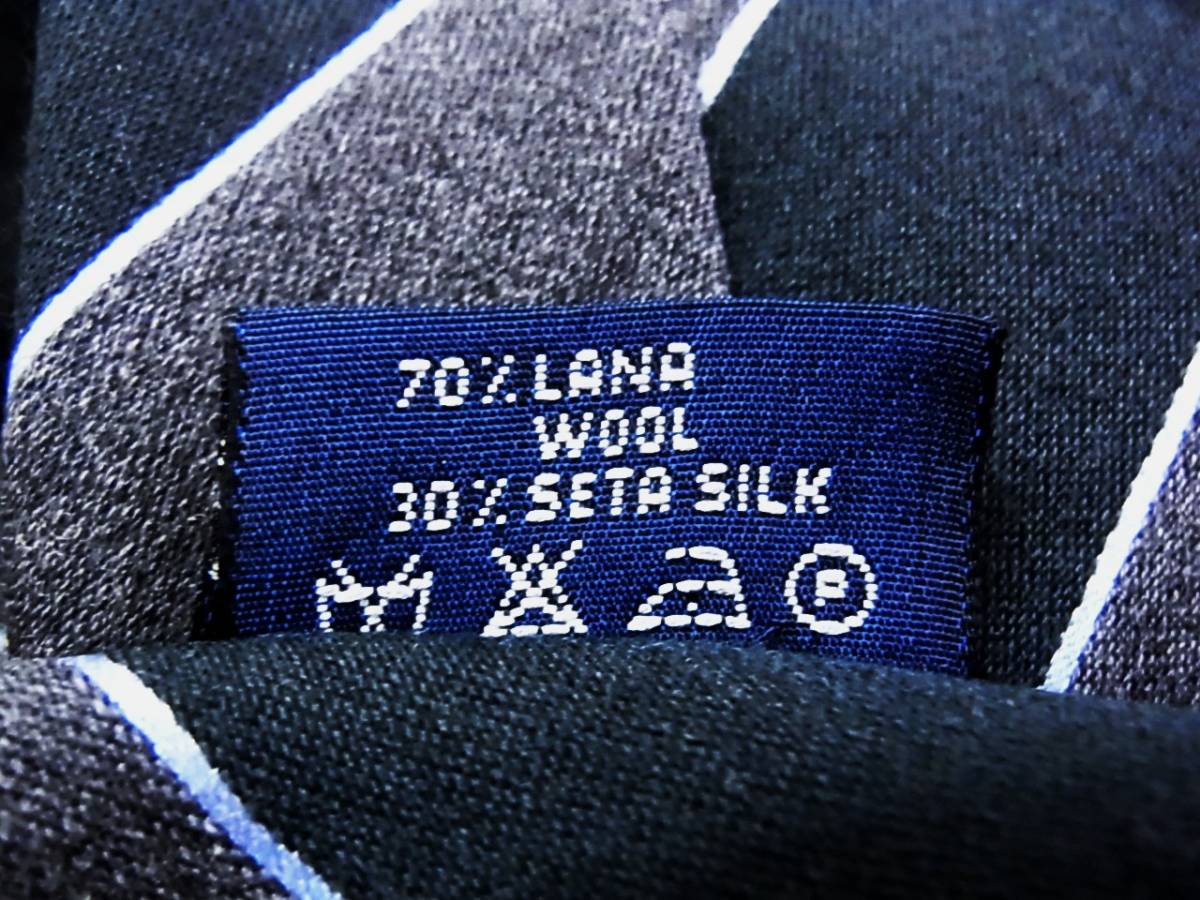 70% LANA
WOOL
30% SETA SILK
P